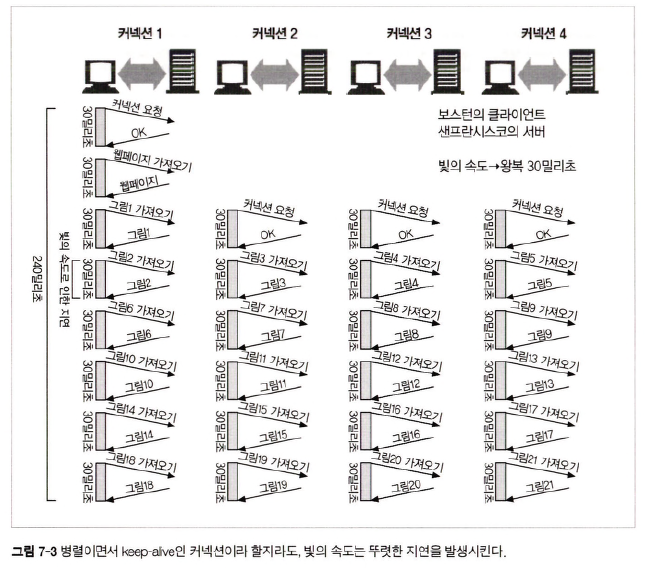 커넥션 1 커넥션 2 커넥션 3 커넥션 4
보스턴의 클라이언트
샌프란시스코의 서버
빛의 속도→왕복 30밀리초
240밀리초
빛의 속도로 인한 지연
30밀리초 커넥션 요청
OK
30밀리초 웹페이지 가져오기
웹페이지
30밀리초 그림1 가져오기 30밀리초 커넥션 요청 30밀리초 커넥션 요청 30밀리초 커넥션 요청
그림1 OK OK OK
30밀리초 그림2 가져오기 30밀리초 그림3 가져오기 30밀리초 그림4 가져오기 30밀리초 그림5 가져오기
그림2 그림3 그림4 그림5
30밀리초 그림6 가져오기 30밀리초 그림7 가져오기 30밀리초 그림8 가져오기 30밀리초 그림9 가져오기
그림6 그림7 그림8 그림9
30밀리초 그림10 가져오기 30밀리초 그림11 가져오기 30밀리초 그림12 가져오기 30밀리초 그림13 가져오기
그림10 그림11 그림12 그림13
30밀리초 그림14 가져오기 30밀리초 그림15 가져오기 30밀리초 그림16 가져오기 30밀리초 그림17 가져오기
그림14 그림15 그림16 그림17
30밀리초 그림18 가져오기 30밀리초 그림19 가져오기 30밀리초 그림20 가져오기 30밀리초 그림21 가져오기
그림18 그림19 그림20 그림21
그림 7-3 병렬이면서 keep-alive인 커넥션이라 할지라도, 빛의 속도는 뚜렷한 지연을 발생시킨다.